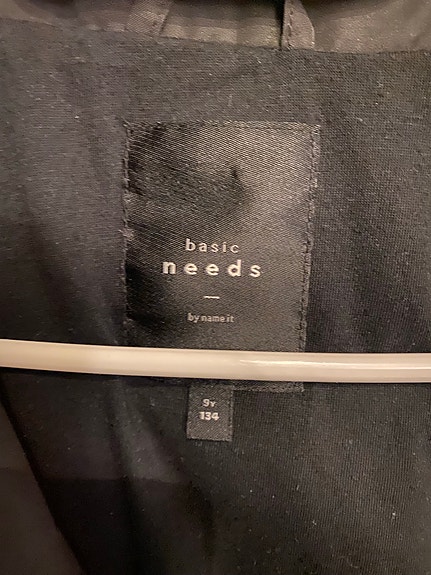 basic
needs
by name it
9Y
134